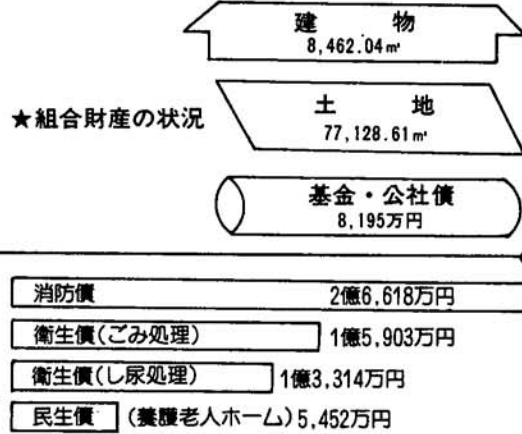 建物
8,462.04㎡
★組合財産の状況
土地
77,128.61㎡
基金・公社債
8,195万円
消防債 2億6,618万円
衛生債(ごみ処理) 1億5,903万円
衛生債(し尿処理) 1億3,314万円
民生債 (養護老人ホーム) 5,452万円